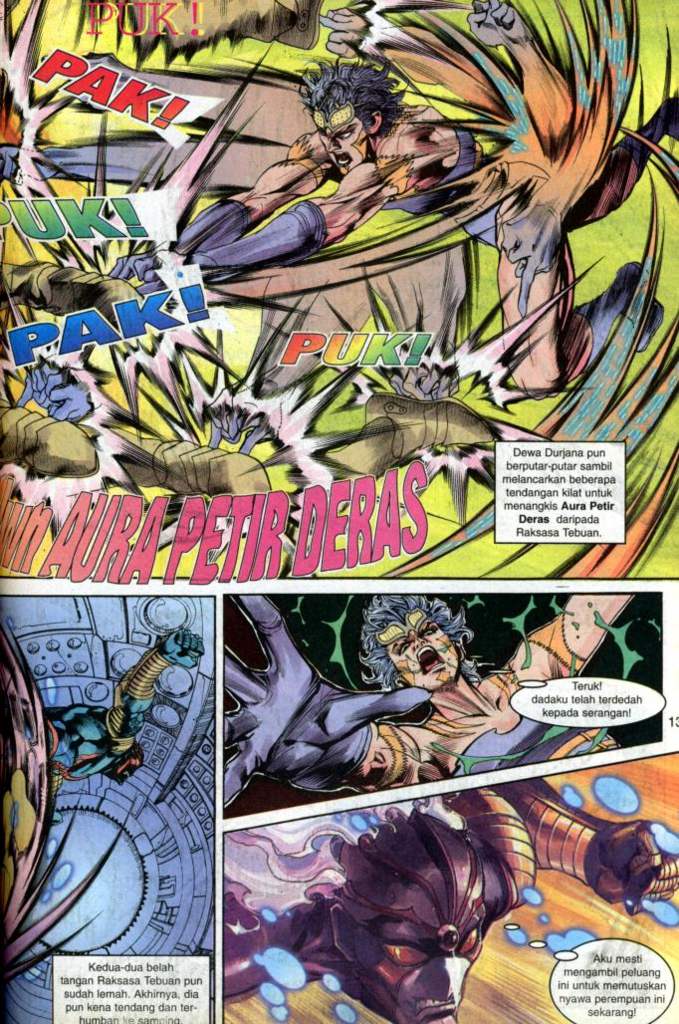 PUK!
PAK!
PUK!
PAK!
PUK!
Dewa Durjana pun
berputar-putar sambil
melancarkan beberapa
tendangan kilat untuk
menangkis Aura Petir
Deras daripada
Raksasa Tebuan.
AURA PETIR DERAS
Teruk!
dadaku telah terdedah
kepada serangan!
13
Kedua-dua belah
tangan Raksasa Tebuan pun
sudah lemah. Akhirnya, dia
pun kena tendang dan ter-
humban ke samping.
Aku mesti
mengambil peluang
ini untuk memutuskan
nyawa perempuan ini
sekarang!